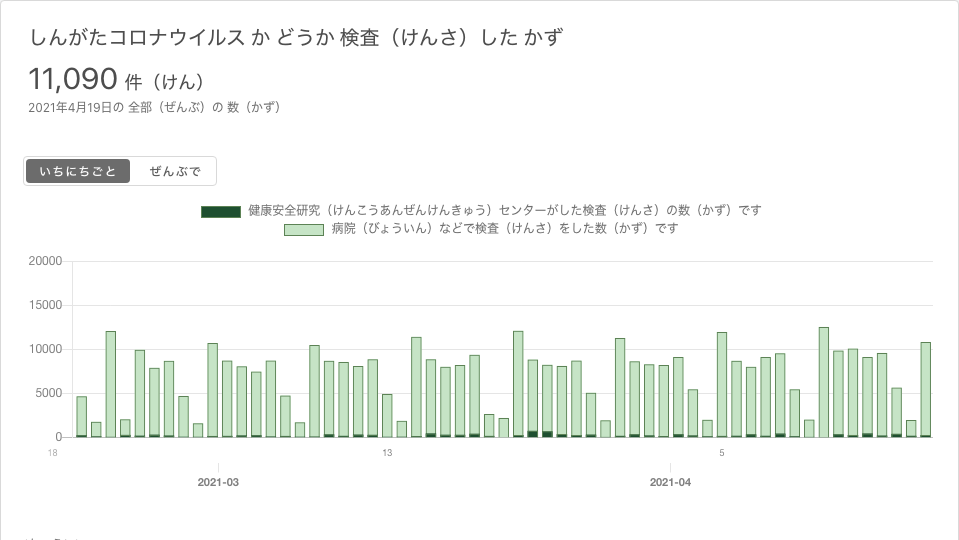 しんがたコロナウイルス か どうか 検査（けんさ）した かず
11,090 件（けん）
2021年4月19日の 全部（ぜんぶ）の 数（かず）
いちにちごと ぜんぶで
健康安全研究（けんこうあんぜんけんきゅう）センターがした検査（けんさ）の数（かず）です
病院（びょういん）などで検査（けんさ）をした数（かず）です
20000
15000
10000
5000
0
18 13 5
2021-03 2021-04